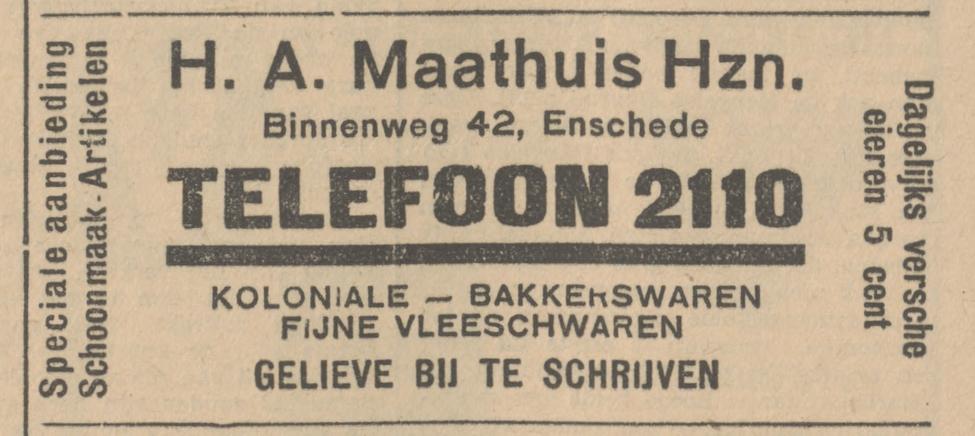 Speciale aanbieding
Schoonmaak-Artikelen
H. A. Maathuis Hzn.
Binnenweg 42, Enschede
TELEFOON 2110
KOLONIALE — BAKKERSWAREN
FIJNE VLEESCHWAREN
GELIEVE BIJ TE SCHRIJVEN
Dagelijks versche
eieren 5 cent